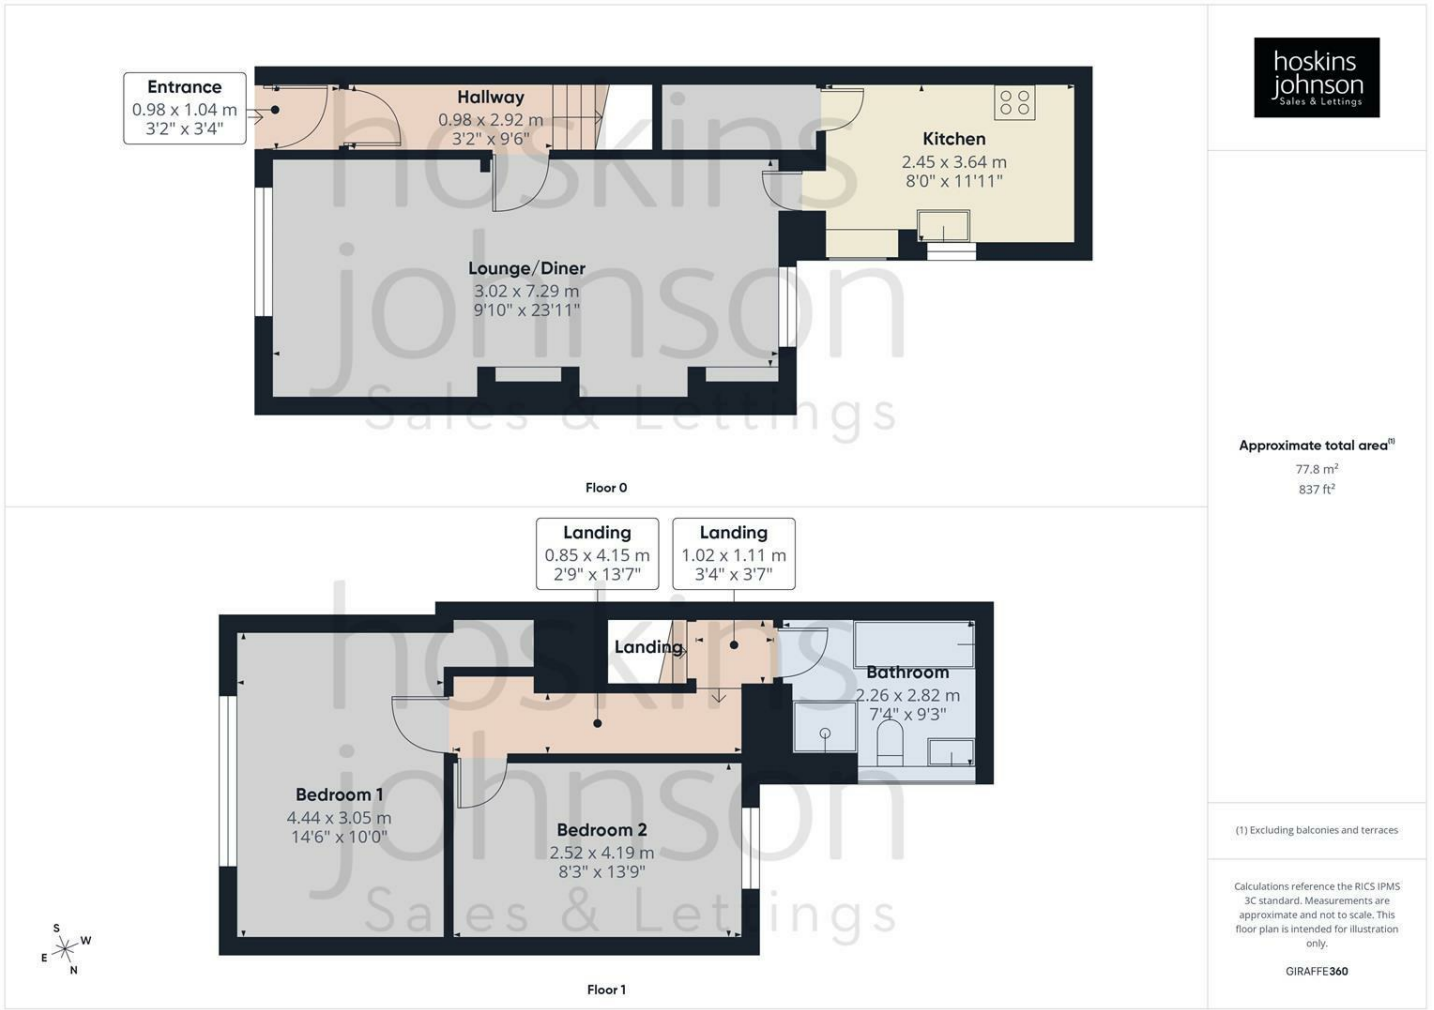 hoskins
johnson
Sales & Lettings
Entrance
0.98 x 1.04 m
3'2" x 3'4"
Hallway
0.98 x 2.92 m
3'2" x 9'6"
Kitchen
2.45 x 3.64 m
8'0" x 11'11"
Lounge/Diner
3.02 x 7.29 m
9'10" x 23'11"
hoskins
johnson
Sales & Lettings
Floor 0
Landing
0.85 x 4.15 m
2'9" x 13'7"
Landing
1.02 x 1.11 m
3'4" x 3'7"
Landing
Bathroom
2.26 x 2.82 m
7'4" x 9'3"
Bedroom 1
4.44 x 3.05 m
14'6" x 10'0"
Bedroom 2
2.52 x 4.19 m
8'3" x 13'9"
hoskins
johnson
Sales & Lettings
S
W
E
N
Floor 1
Approximate total area(1)
77.8 m²
837 ft²
(1) Excluding balconies and terraces
Calculations reference the RICS IPMS
3C standard. Measurements are
approximate and not to scale. This
floor plan is intended for illustration
only.
GIRAFFE360